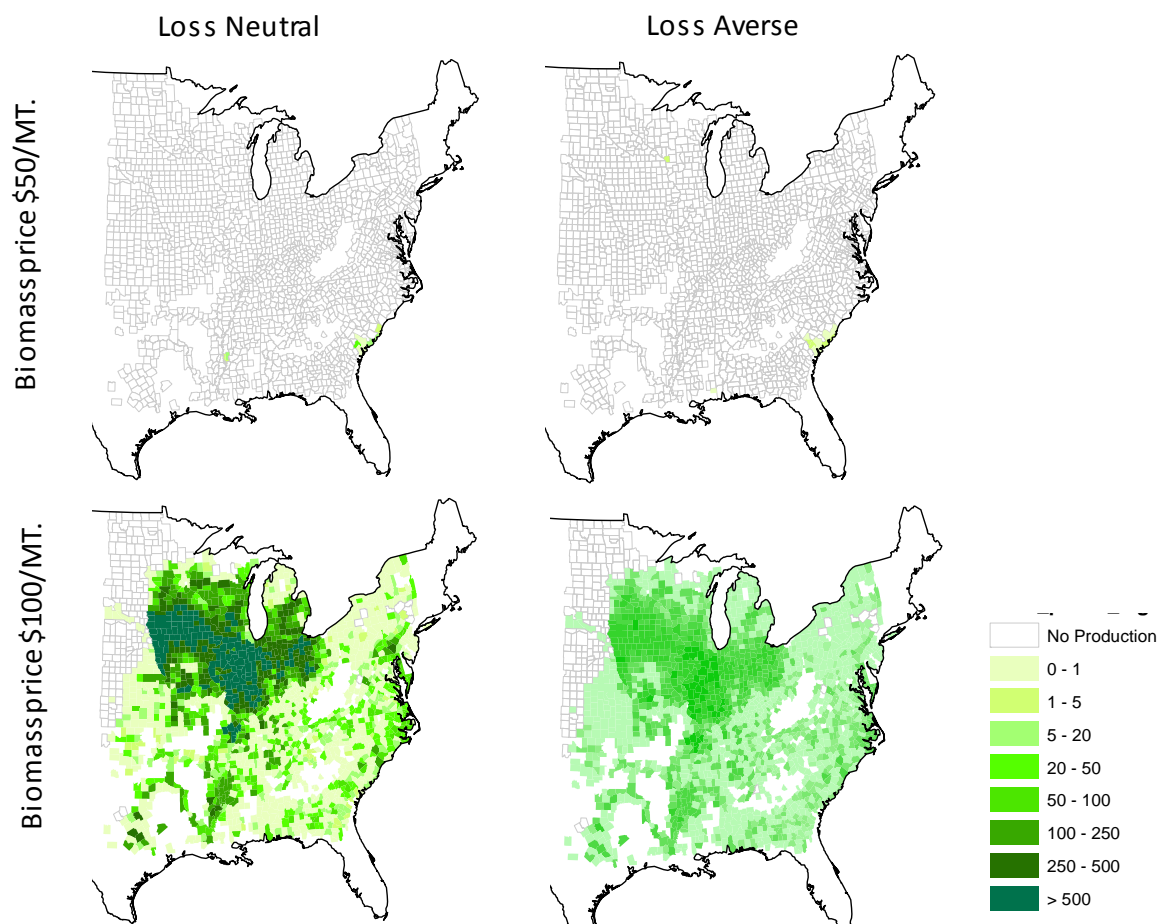 Loss Neutral
Loss Averse
Biomassprice $50/MT.
Biomassprice $100/MT.
No Production
0 - 1
1 - 5
5 - 20
20 - 50
50 - 100
100 - 250
250 - 500
> 500